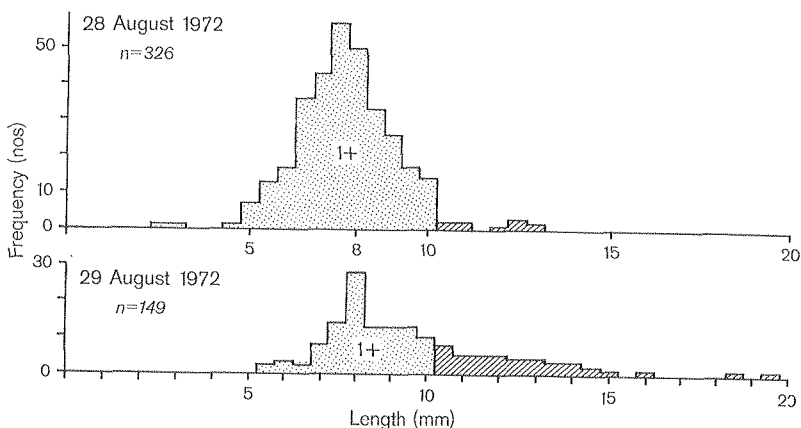 28 August 1972
n=326
50
10
0
1+
5 8 10 15 20
Frequency (nos)
30
29 August 1972
n=149
0
1+
5 10 15 20
Length (mm)